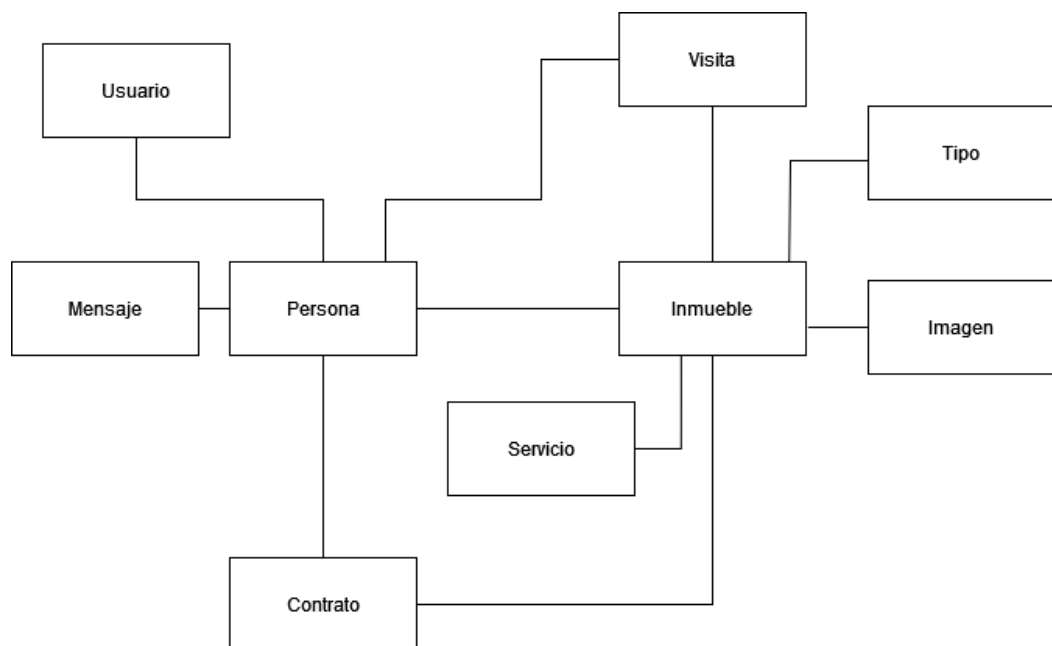 Usuario
Visita
Tipo
Mensaje
Persona
Inmueble
Imagen
Servicio
Contrato